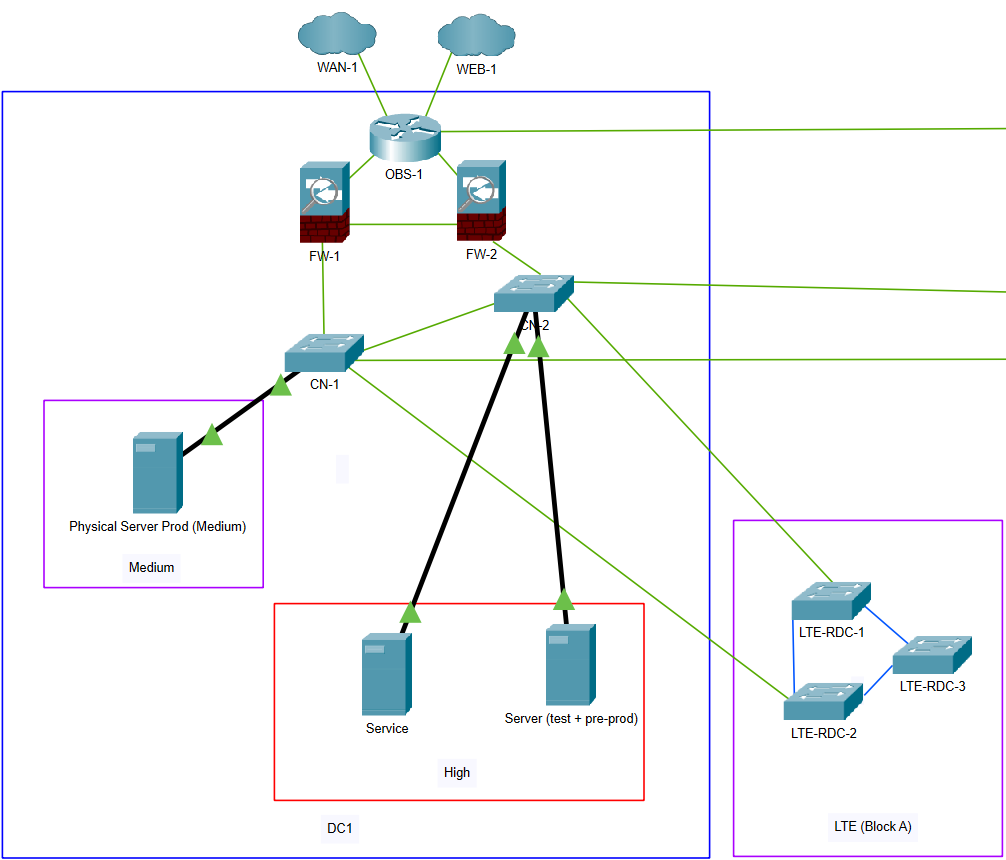 WAN-1
WEB-1
OBS-1
FW-1
FW-2
CN-2
CN-1
Physical Server Prod (Medium)
Medium
LTE-RDC-1
LTE-RDC-3
LTE-RDC-2
Service
Server (test + pre-prod)
High
DC1
LTE (Block A)